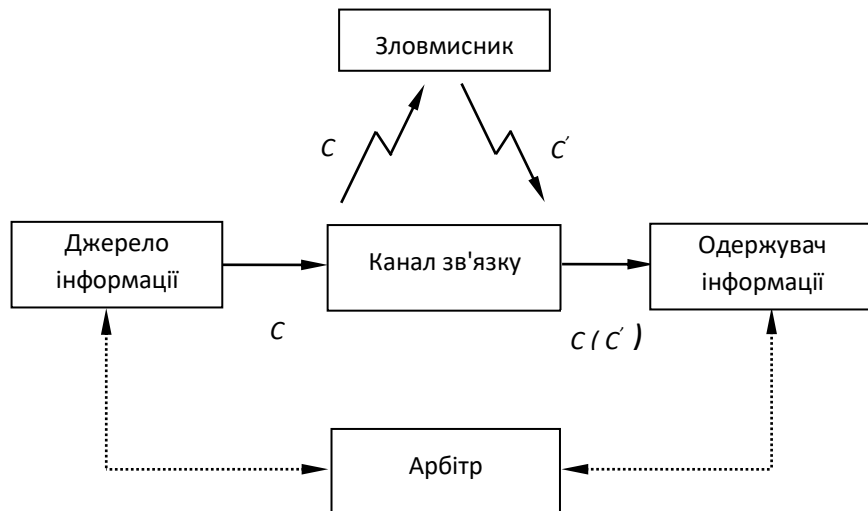 Зловмисник
C
C′
Джерело
інформації
Канал зв'язку
Одержувач
інформації
C
C ( C′ )
Арбітр